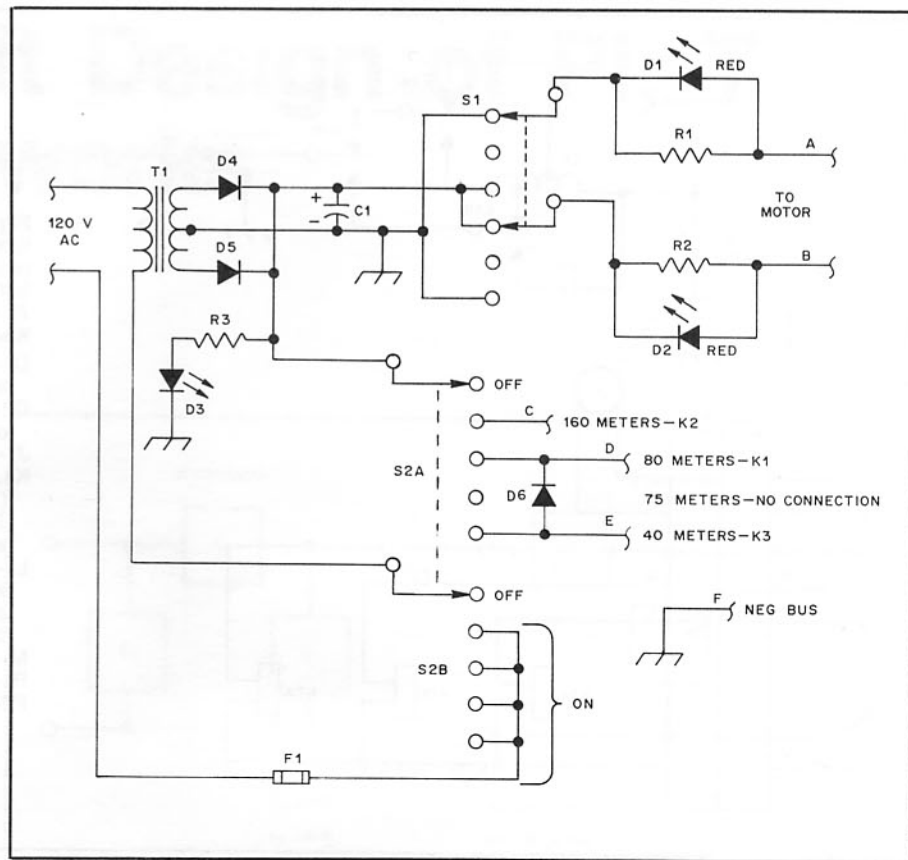 D1
RED
S1
R1
A
D4
T1
+
C1
–
120 V
AC
TO
MOTOR
D5
R2
B
R3
D2
RED
D3
OFF
C
160 METERS–K2
D
80 METERS–K1
S2A
D6
75 METERS–NO CONNECTION
E
40 METERS–K3
OFF
F
NEG BUS
S2B
ON
F1